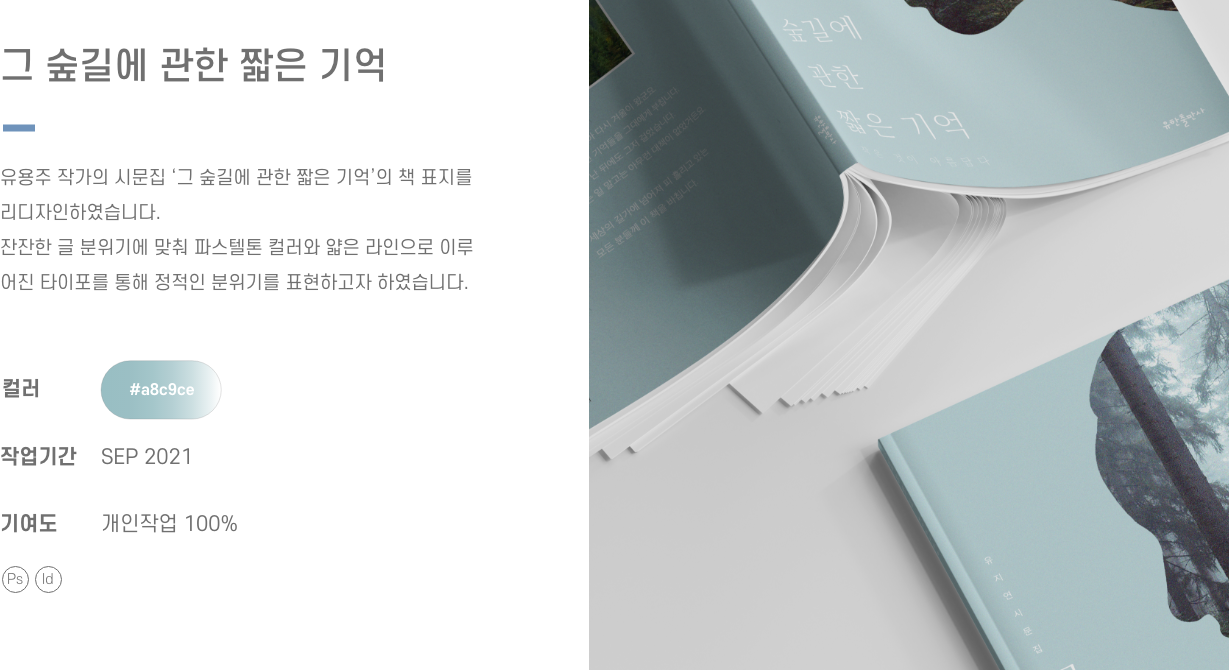 그 숲길에 관한 짧은 기억
유용주 작가의 시문집 ‘그 숲길에 관한 짧은 기억’의 책 표지를
리디자인하였습니다.
잔잔한 글 분위기에 맞춰 파스텔톤 컬러와 얇은 라인으로 이루
어진 타이포를 통해 정적인 분위기를 표현하고자 하였습니다.
컬러
#a8c9ce
작업기간
SEP 2021
기여도
개인작업 100%
Ps
Id
숲길에
관한
짧은 기억